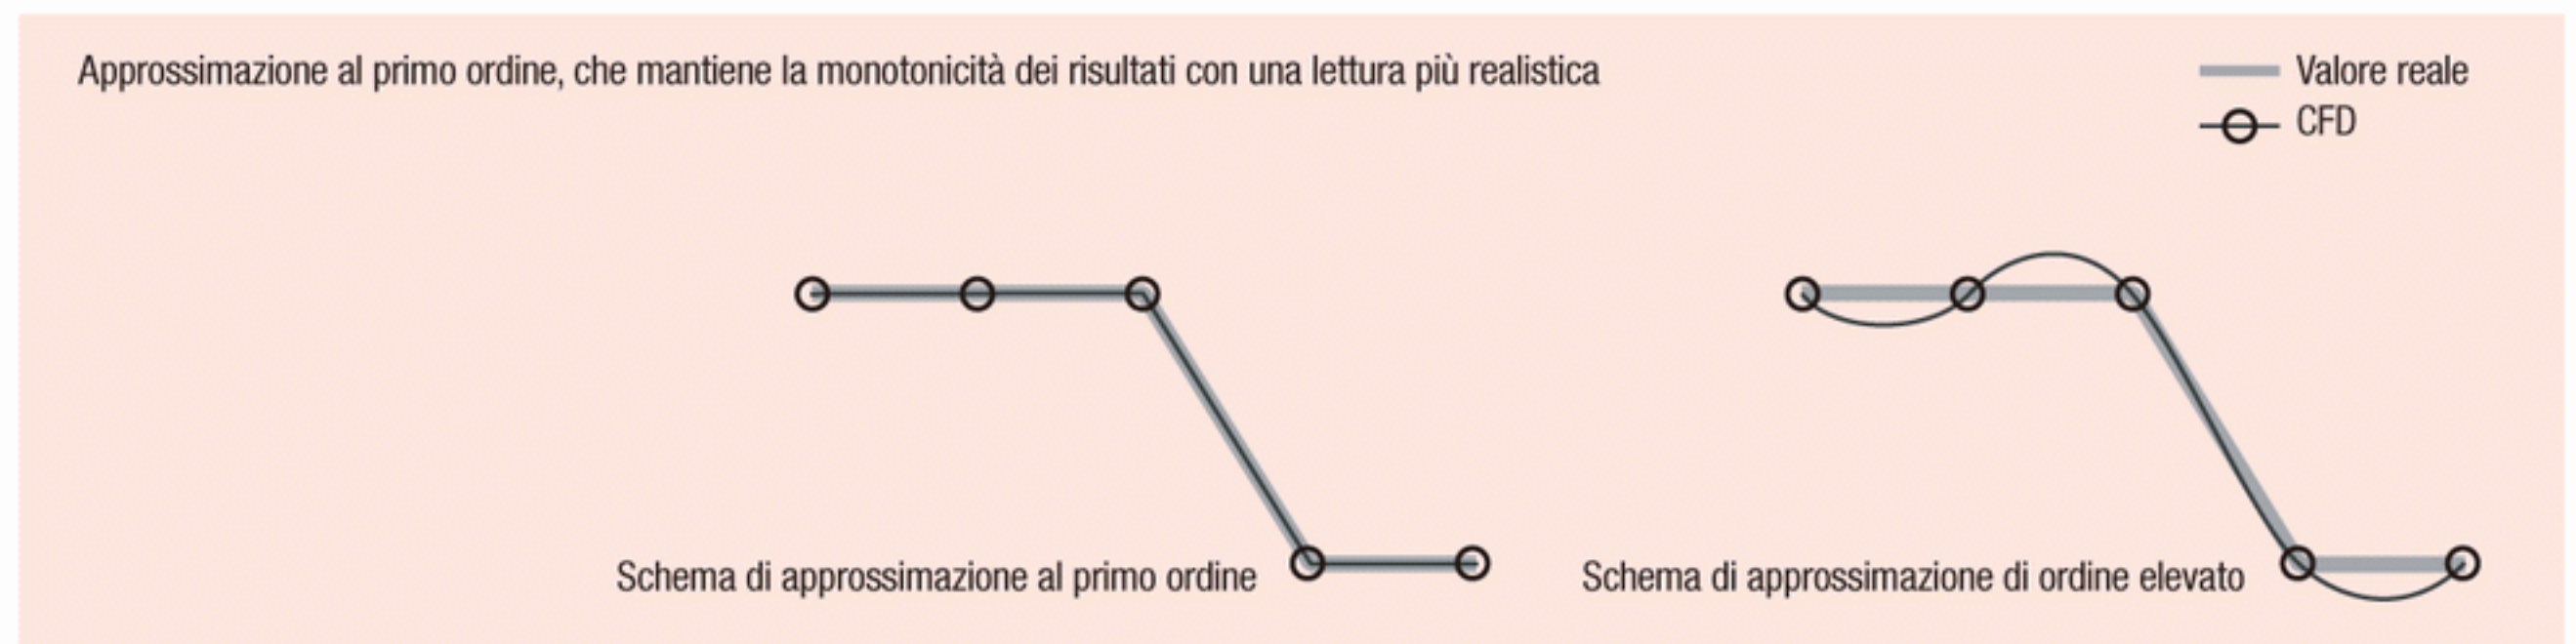 Approssimazione al primo ordine, che mantiene la monotonicità dei risultati con una lettura più realistica
Valore reale
CFD
Schema di approssimazione al primo ordine
Schema di approssimazione di ordine elevato